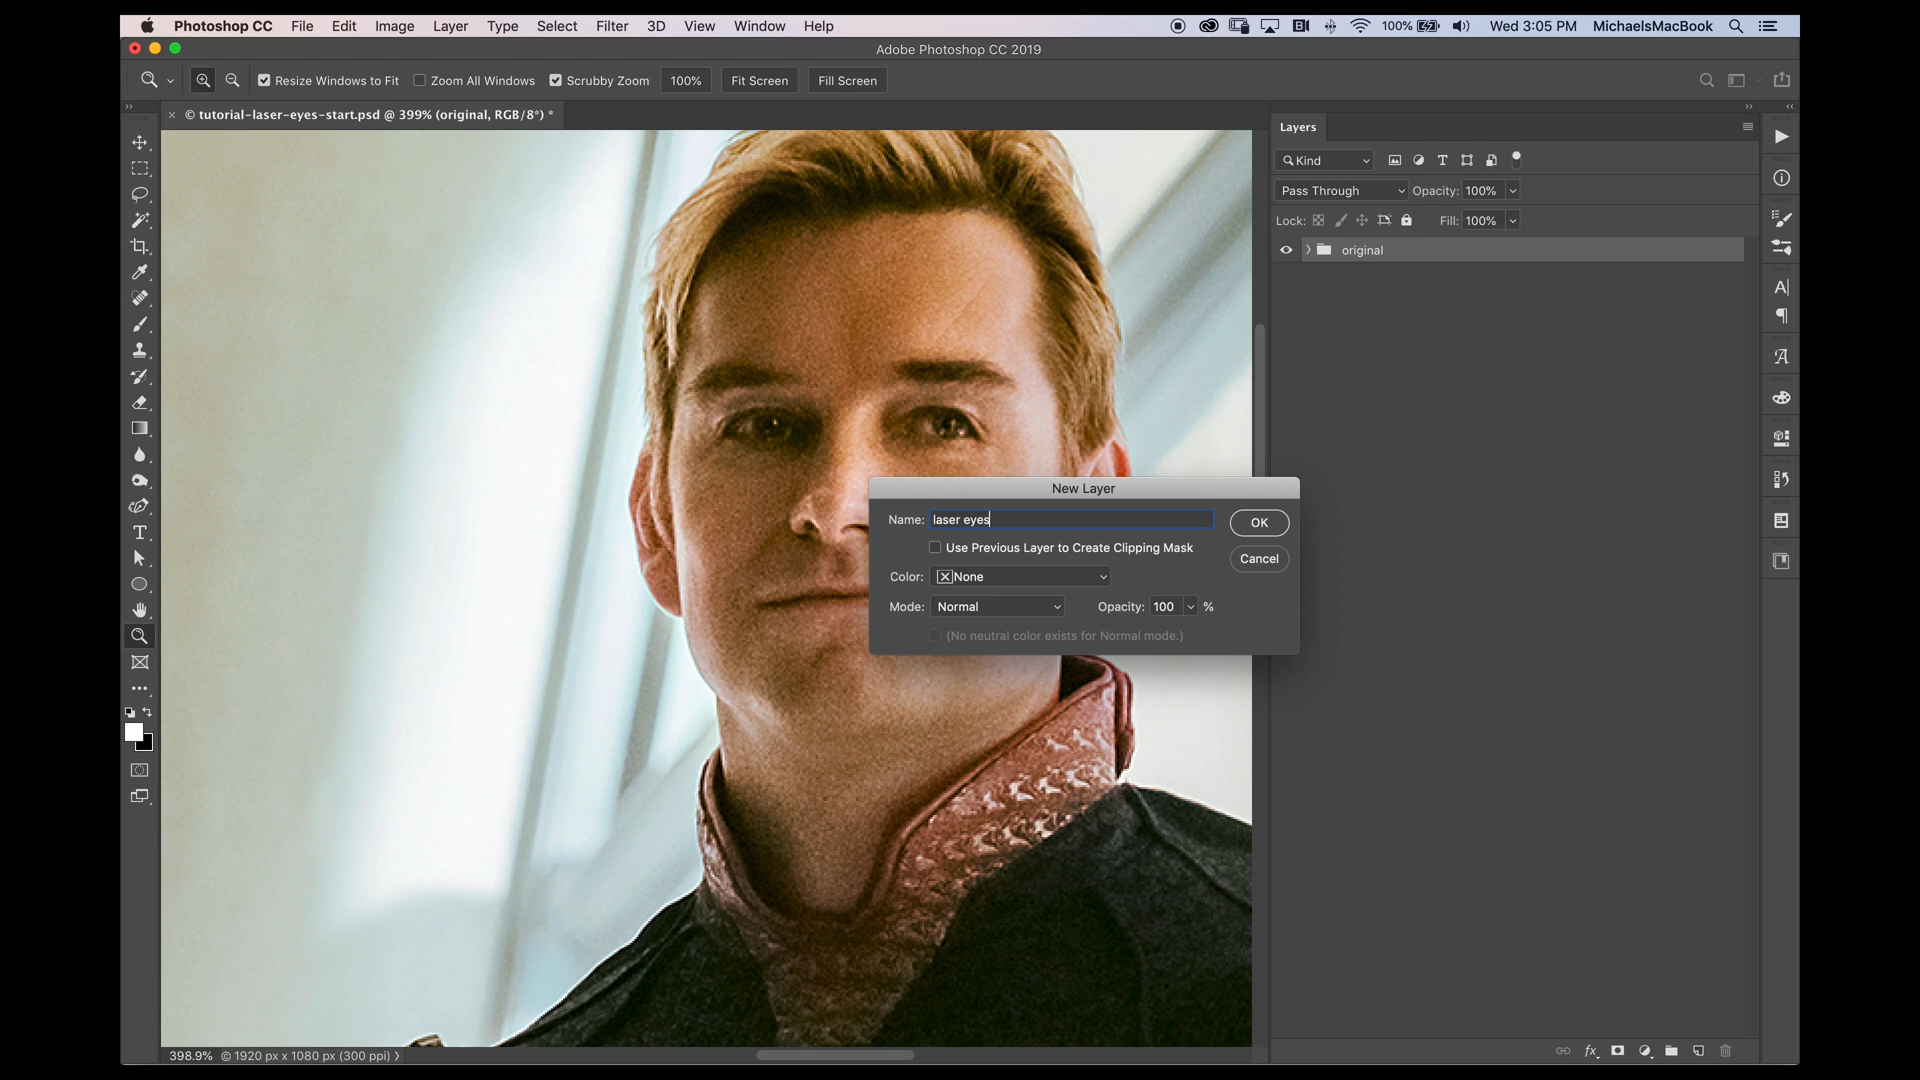 Photoshop CC File Edit Image Layer Type Select Filter 3D View Window Help 100% Wed 3:05 PM MichaelsMacBook
Adobe Photoshop CC 2019
Resize Windows to Fit Zoom All Windows Scrubby Zoom 100% Fit Screen Fill Screen
© tutorial-laser-eyes-start.psd @ 399% (original, RGB/8*) *
Layers
Kind
Pass Through Opacity: 100%
Lock: Fill: 100%
original
New Layer
Name: laser eyes OK
Use Previous Layer to Create Clipping Mask
Cancel
Color: None
Mode: Normal Opacity: 100 %
(No neutral color exists for Normal mode.)
398.9% © 1920 px x 1080 px (300 ppi)